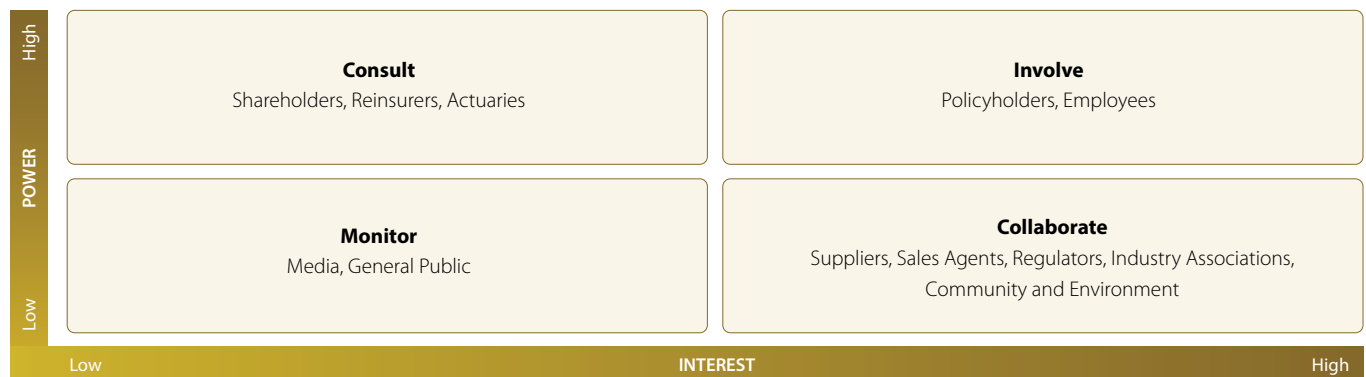 High
POWER
Low
Consult
Shareholders, Reinsurers, Actuaries
Involve
Policyholders, Employees
Monitor
Media, General Public
Collaborate
Suppliers, Sales Agents, Regulators, Industry Associations,
Community and Environment
Low
INTEREST
High